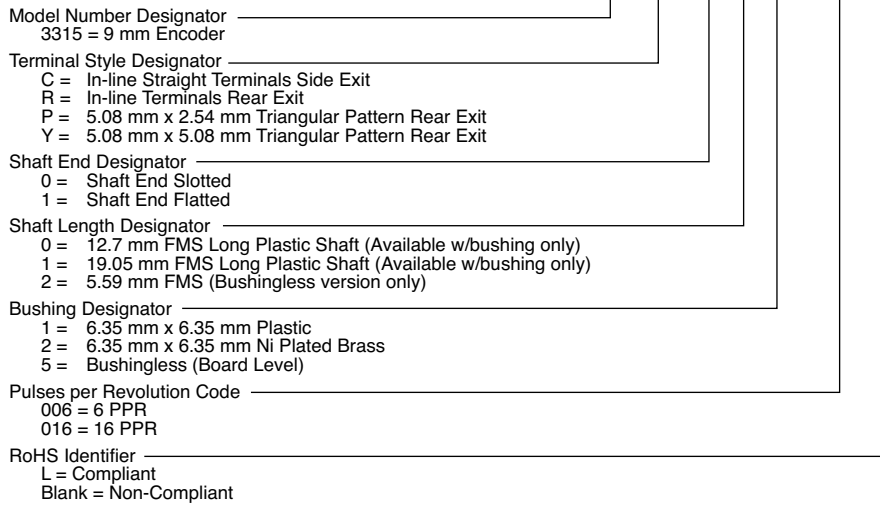 Model Number Designator
3315 = 9 mm Encoder
Terminal Style Designator
C = In-line Straight Terminals Side Exit
R = In-line Terminals Rear Exit
P = 5.08 mm x 2.54 mm Triangular Pattern Rear Exit
Y = 5.08 mm x 5.08 mm Triangular Pattern Rear Exit
Shaft End Designator
0 = Shaft End Slotted
1 = Shaft End Flatted
Shaft Length Designator
0 = 12.7 mm FMS Long Plastic Shaft (Available w/bushing only)
1 = 19.05 mm FMS Long Plastic Shaft (Available w/bushing only)
2 = 5.59 mm FMS (Bushingless version only)
Bushing Designator
1 = 6.35 mm x 6.35 mm Plastic
2 = 6.35 mm x 6.35 mm Ni Plated Brass
5 = Bushingless (Board Level)
Pulses per Revolution Code
006 = 6 PPR
016 = 16 PPR
RoHS Identifier
L = Compliant
Blank = Non-Compliant